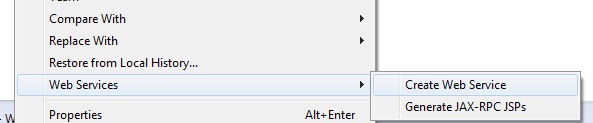 Compare With
Replace With
Restore from Local History...
Web Services
Create Web Service
Generate JAX-RPC JSPs
Properties Alt+Enter